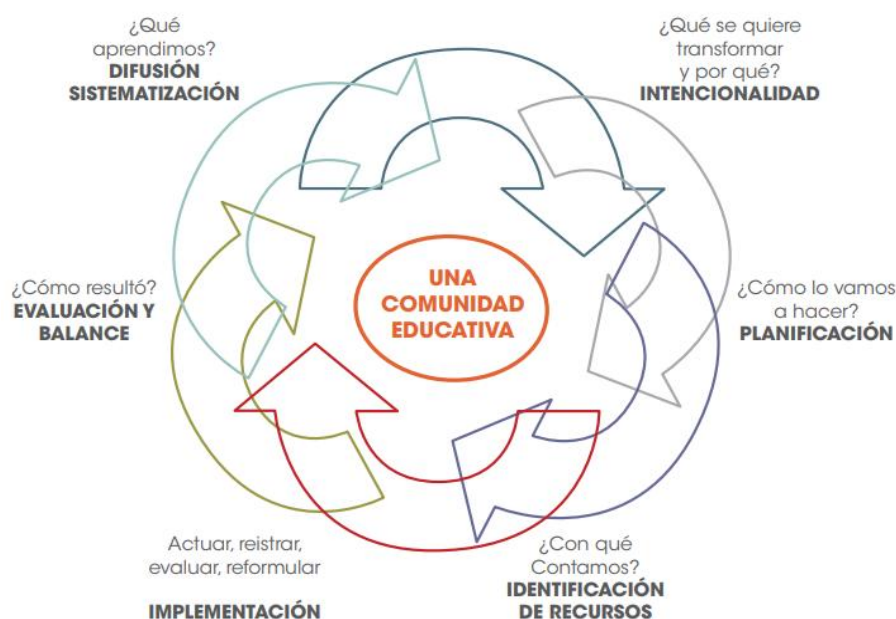 ¿Qué
aprendimos?
DIFUSIÓN
SISTEMATIZACIÓN
¿Qué se quiere
transformar
y por qué?
INTENCIONALIDAD
UNA
COMUNIDAD
EDUCATIVA
¿Cómo resultó?
EVALUACIÓN Y
BALANCE
¿Cómo lo vamos
a hacer?
PLANIFICACIÓN
Actuar, reistrar,
evaluar, reformular
IMPLEMENTACIÓN
¿Con qué
Contamos?
IDENTIFICACIÓN
DE RECURSOS